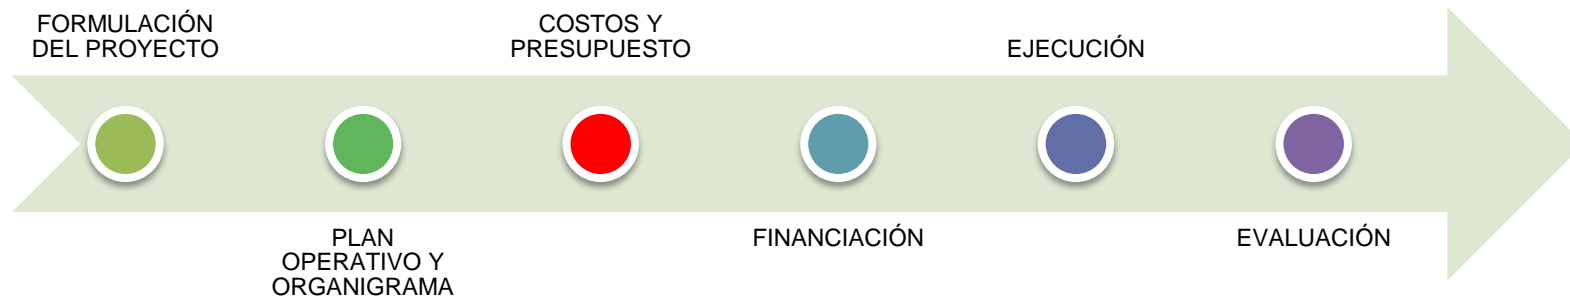 FORMULACIÓN
DEL PROYECTO
PLAN
OPERATIVO Y
ORGANIGRAMA
COSTOS Y
PRESUPUESTO
FINANCIACIÓN
EJECUCIÓN
EVALUACIÓN